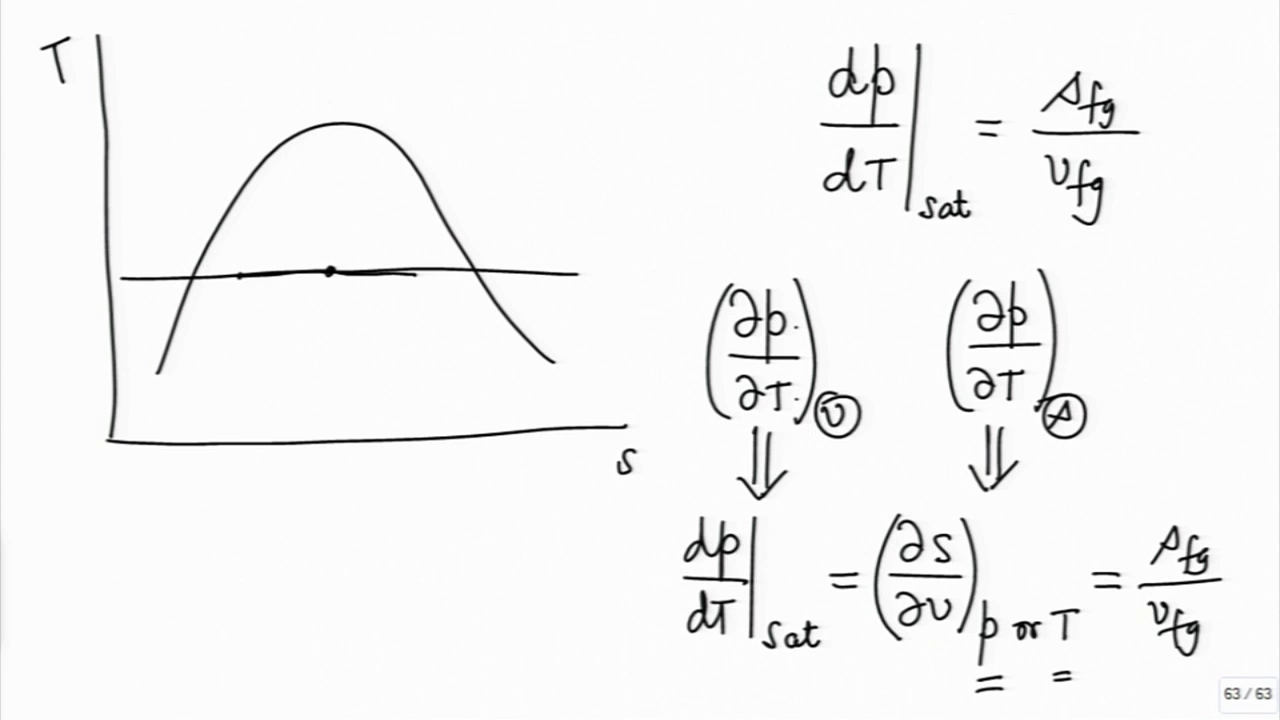 T
s
dp/dT|sat = s_fg/v_fg
(∂p/∂T)_v (∂p/∂T)_s
⇓ ⇓
dp/dT|sat = (∂s/∂v)_p or T = s_fg/v_fg
63 / 63